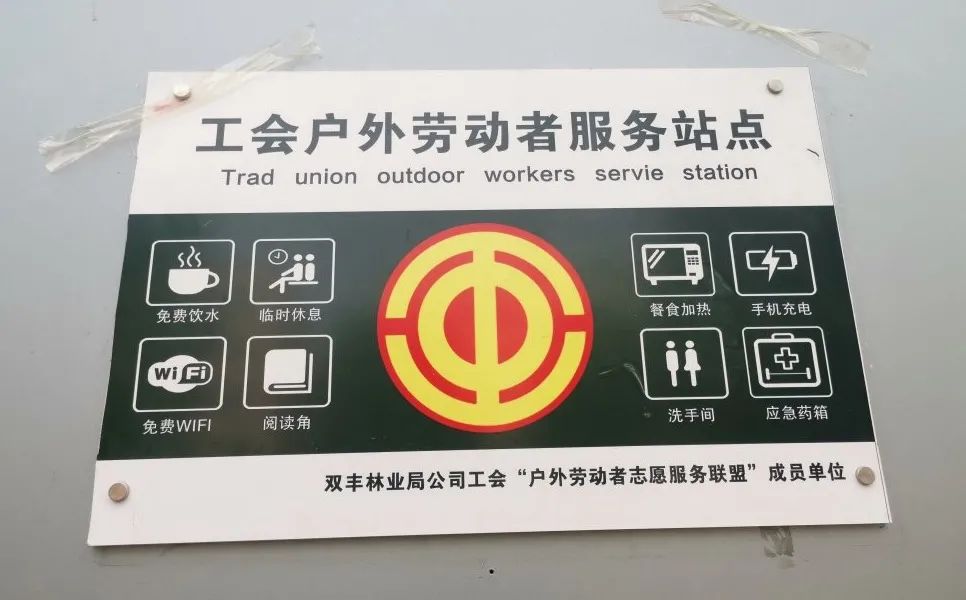 工会户外劳动者服务站点
Trad union outdoor workers servie station
免费饮水
临时休息
餐食加热
手机充电
WiFi
免费WIFI
阅读角
洗手间
应急药箱
双丰林业局公司工会“户外劳动者志愿服务联盟”成员单位